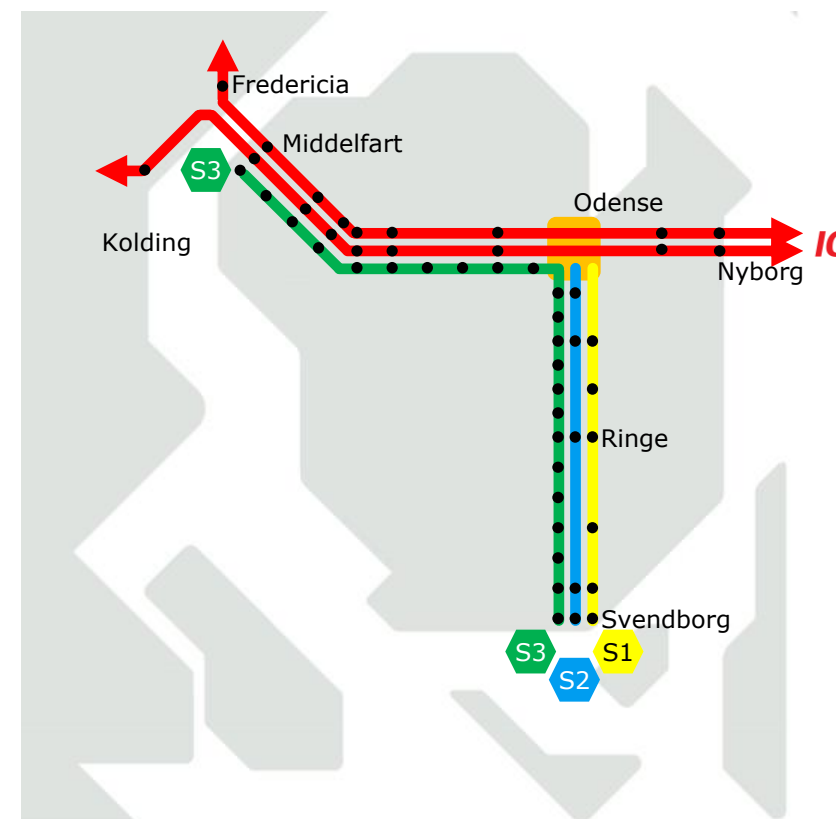 Fredericia
Middelfart
S3
Odense
Kolding
Nyborg
Ringe
Svendborg
S3
S1
S2